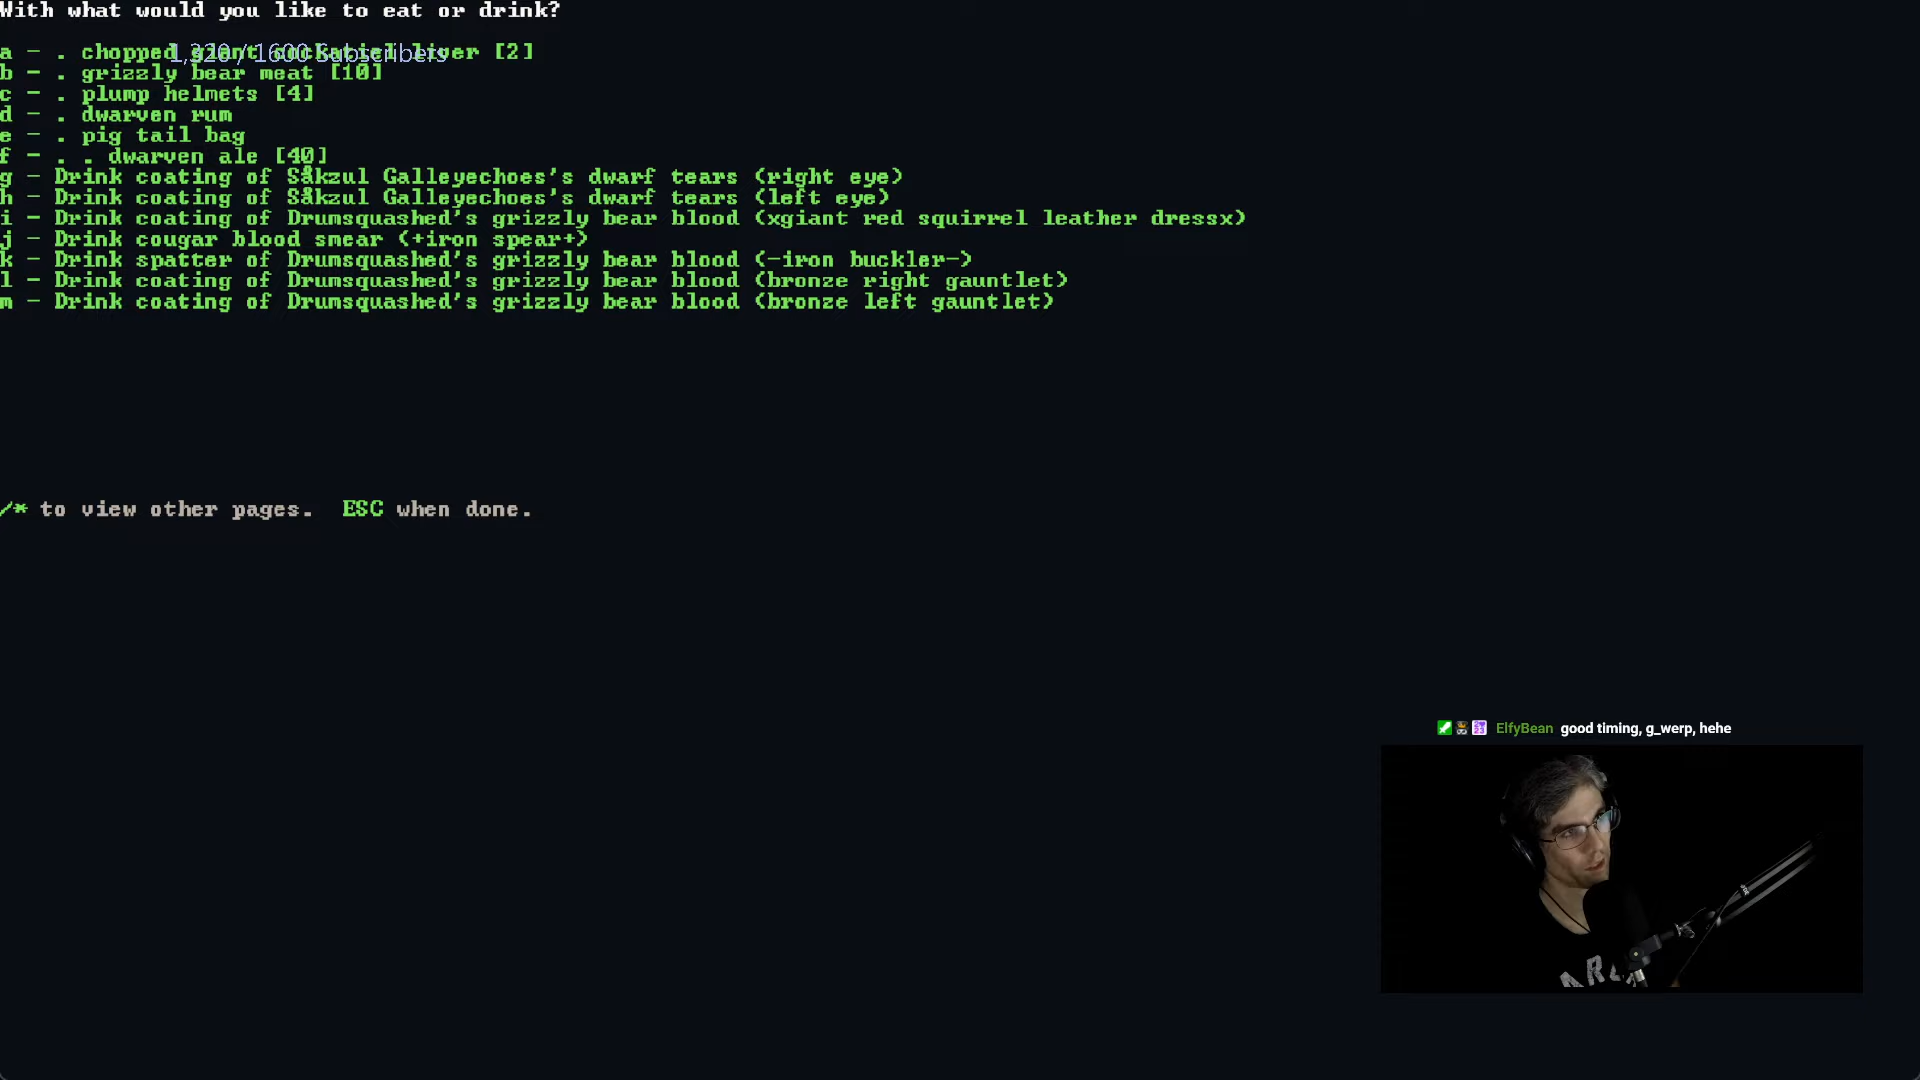 With what would you like to eat or drink?
1,320 / 1600 Subscribers
a - . chopped giant cockatiel liver [2]
b - . grizzly bear meat [10]
c - . plump helmets [4]
d - . dwarven rum
e - . pig tail bag
f - . . dwarven ale [40]
g - Drink coating of Såkzul Galleyechoes's dwarf tears (right eye)
h - Drink coating of Såkzul Galleyechoes's dwarf tears (left eye)
i - Drink coating of Drumsquashed's grizzly bear blood (xgiant red squirrel leather dressx)
j - Drink cougar blood smear (+iron spear+)
k - Drink spatter of Drumsquashed's grizzly bear blood (-iron buckler-)
l - Drink coating of Drumsquashed's grizzly bear blood (bronze right gauntlet)
m - Drink coating of Drumsquashed's grizzly bear blood (bronze left gauntlet)
/* to view other pages.  ESC when done.
ElfyBean good timing, g_werp, hehe